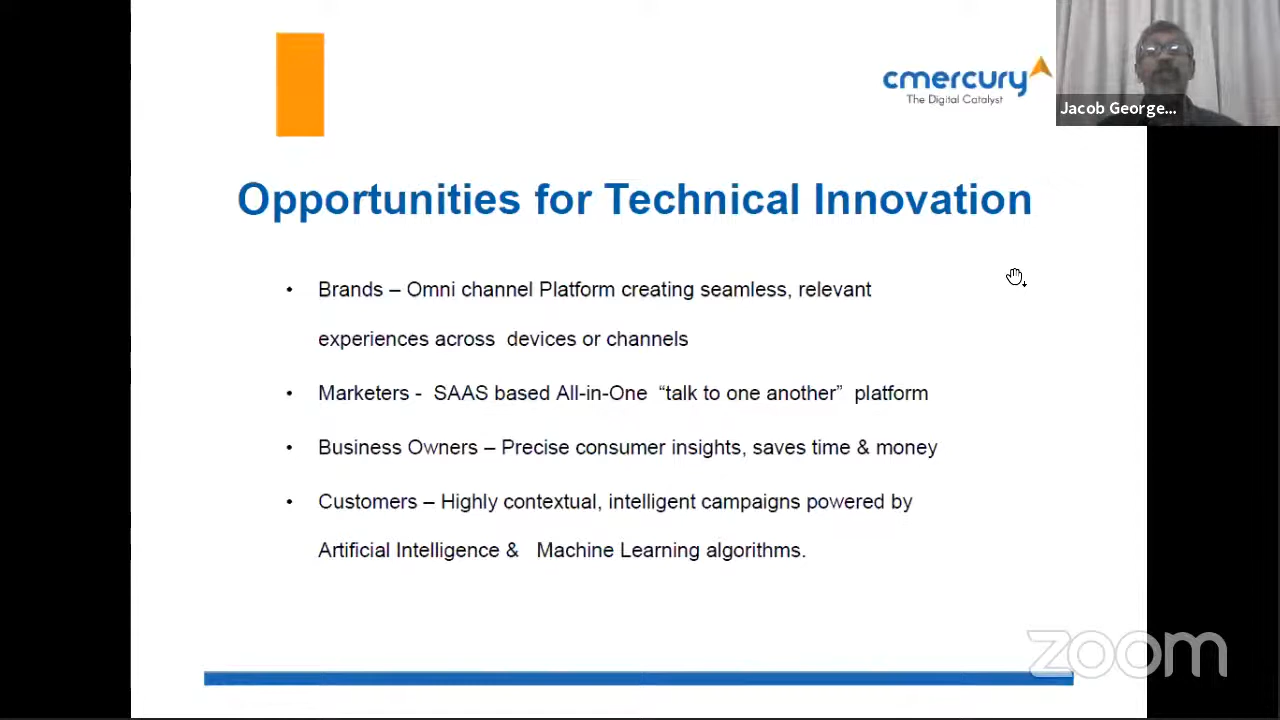 cmercury
The Digital Catalyst
Jacob George...
Opportunities for Technical Innovation
• Brands – Omni channel Platform creating seamless, relevant
experiences across devices or channels
• Marketers - SAAS based All-in-One “talk to one another” platform
• Business Owners – Precise consumer insights, saves time & money
• Customers – Highly contextual, intelligent campaigns powered by
Artificial Intelligence & Machine Learning algorithms.
zoom